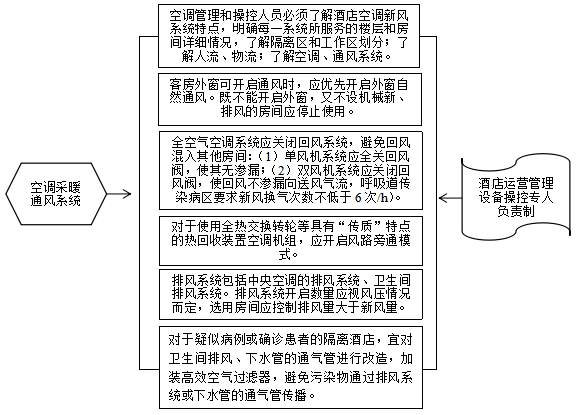 空调管理和操控人员必须了解酒店空调新风
系统特点，明确每一系统所服务的楼层和房
间详细情况，了解隔离区和工作区划分；了
解人流、物流；了解空调、通风系统。
客房外窗可开启通风时，应优先开启外窗自
然通风。既不能开启外窗，又不设机械新、
排风的房间应停止使用。
全空气空调系统应关闭回风系统，避免回风
混入其他房间：（1）单风机系统应全关回风
阀，使其无渗漏；（2）双风机系统应关闭回
风阀，使回风不渗漏向送风气流，呼吸道传
染病区要求新风换气次数不低于 6 次/h）。
空调采暖
通风系统
酒店运营管理
设备操控专人
负责制
对于使用全热交换转轮等具有“传质”特点
的热回收装置空调机组，应开启风路旁通模
式。
排风系统包括中央空调的排风系统、卫生间
排风系统。排风系统开启数量应视风压情况
而定，选用房间应控制排风量大于新风量。
对于疑似病例或确诊患者的隔离酒店，宜对
卫生间排风、下水管的通气管进行改造，加
装高效空气过滤器，避免污染物通过排风系
统或下水管的通气管传播。